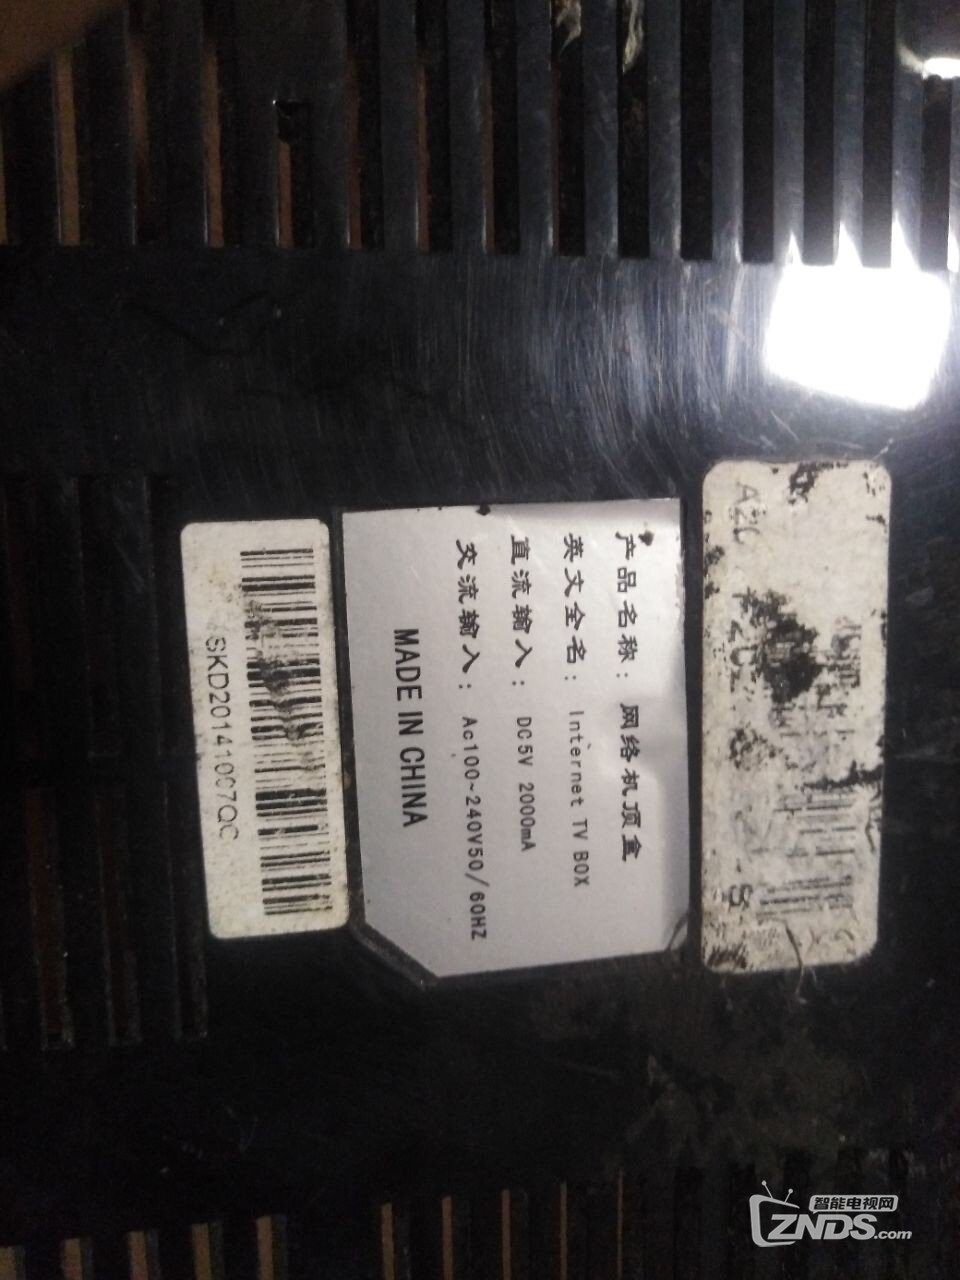 产品名称：网络机顶盒
英文全名：Internet TV BOX
直流输入：DC5V 2000mA
交流输入：Ac100~240V50/60HZ
MADE IN CHINA
SKD20141007QC
智能电视网
ZNDS.com